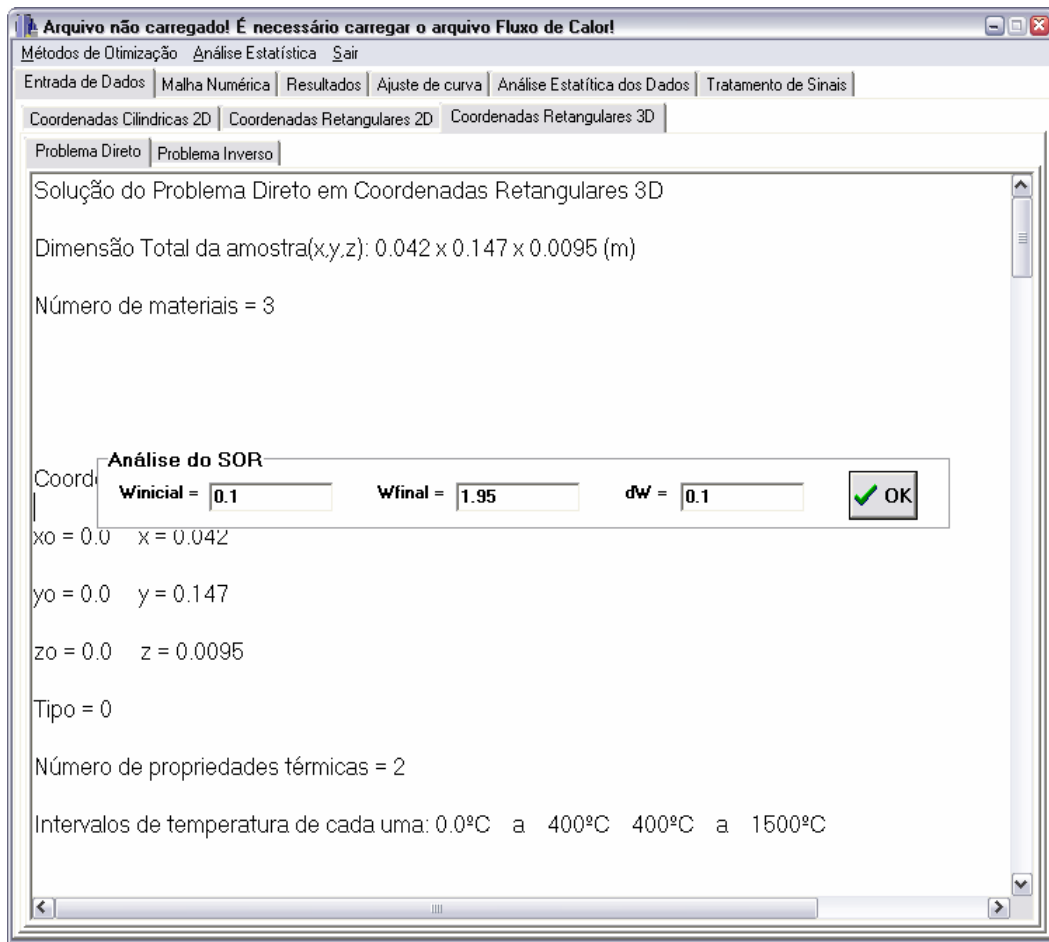 Arquivo não carregado! É necessário carregar o arquivo Fluxo de Calor!
Métodos de Otimização Análise Estatística Sair
Entrada de Dados Malha Numérica Resultados Ajuste de curva Análise Estatítica dos Dados Tratamento de Sinais
Coordenadas Cilindricas 2D Coordenadas Retangulares 2D Coordenadas Retangulares 3D
Problema Direto Problema Inverso
Solução do Problema Direto em Coordenadas Retangulares 3D
Dimensão Total da amostra(x,y,z): 0.042 x 0.147 x 0.0095 (m)
Número de materiais = 3
Análise do SOR
Winicial = 0.1 Wfinal = 1.95 dW = 0.1 OK
xo = 0.0 x = 0.042
yo = 0.0 y = 0.147
zo = 0.0 z = 0.0095
Tipo = 0
Número de propriedades térmicas = 2
Intervalos de temperatura de cada uma: 0.0ºC a 400ºC 400ºC a 1500ºC